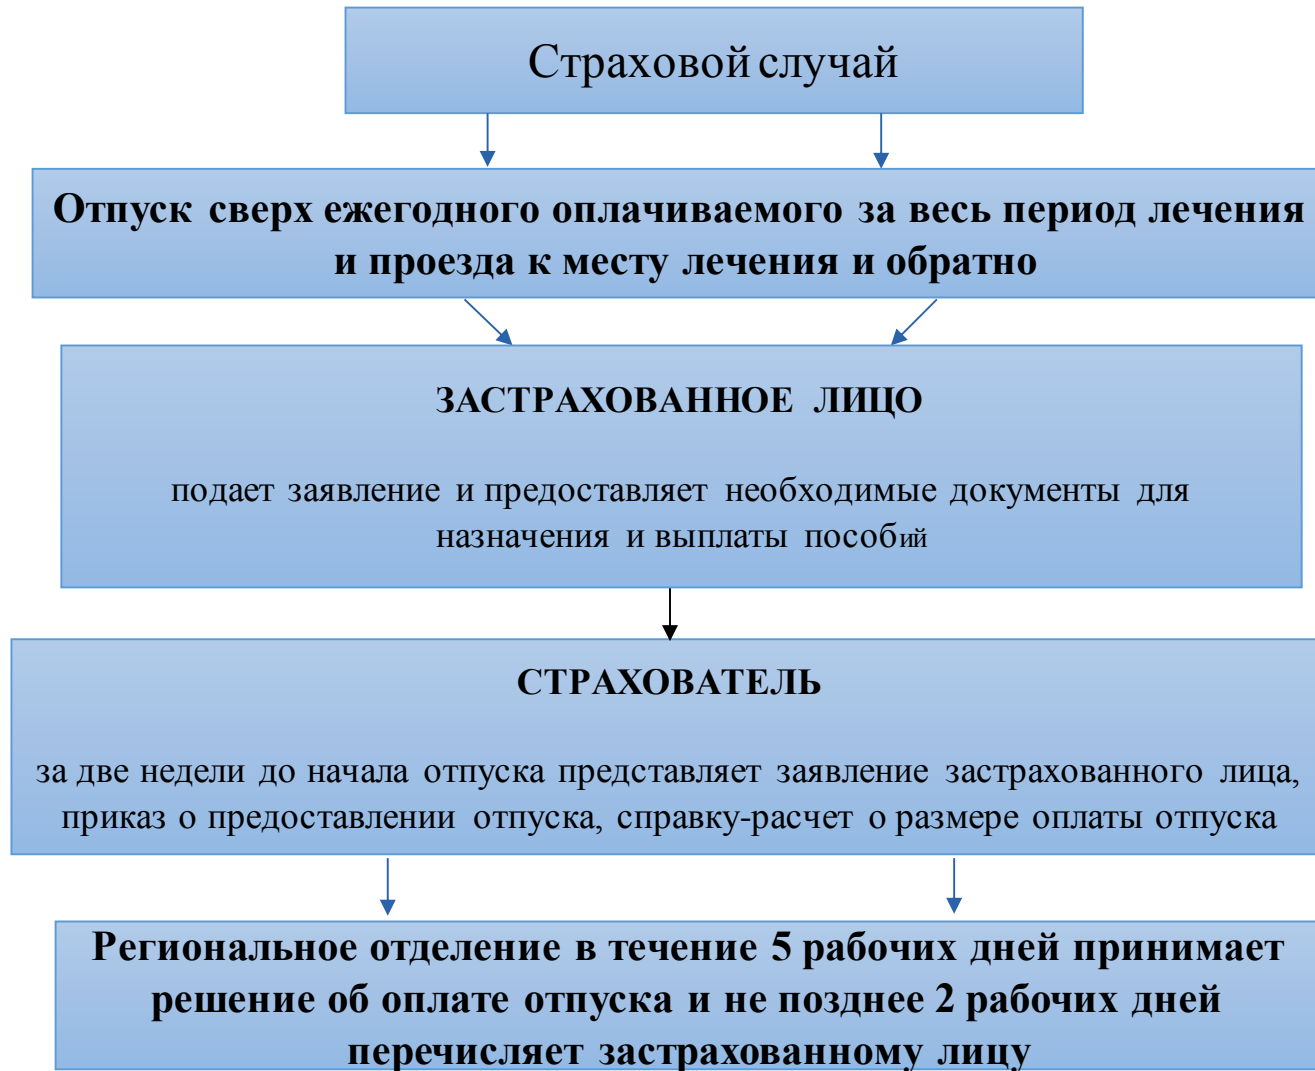 Страховой случай
Отпуск сверх ежегодного оплачиваемого за весь период лечения
и проезда к месту лечения и обратно
ЗАСТРАХОВАННОЕ ЛИЦО
подает заявление и предоставляет необходимые документы для
назначения и выплаты пособий
СТРАХОВАТЕЛЬ
за две недели до начала отпуска представляет заявление застрахованного лица,
приказ о предоставлении отпуска, справку-расчет о размере оплаты отпуска
Региональное отделение в течение 5 рабочих дней принимает
решение об оплате отпуска и не позднее 2 рабочих дней
перечисляет застрахованному лицу